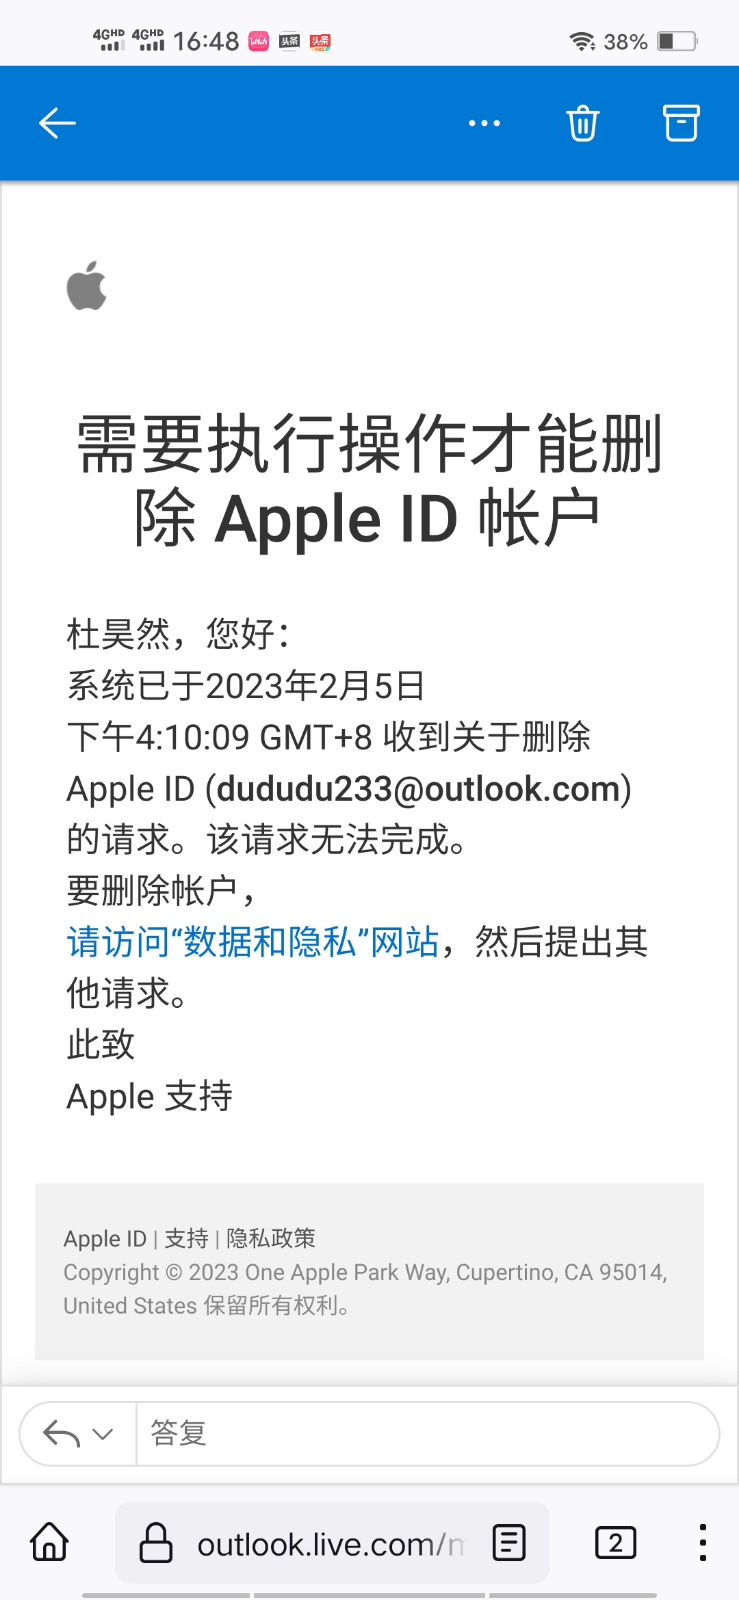 4GHD 4GHD 16:48 头条 头条 38%
需要执行操作才能删
除 Apple ID 帐户
杜昊然，您好：
系统已于2023年2月5日
下午4:10:09 GMT+8 收到关于删除
Apple ID (dududu233@outlook.com)
的请求。该请求无法完成。
要删除帐户，
请访问“数据和隐私”网站，然后提出其
他请求。
此致
Apple 支持
Apple ID | 支持 | 隐私政策
Copyright © 2023 One Apple Park Way, Cupertino, CA 95014,
United States 保留所有权利。
答复
outlook.live.com/m
2